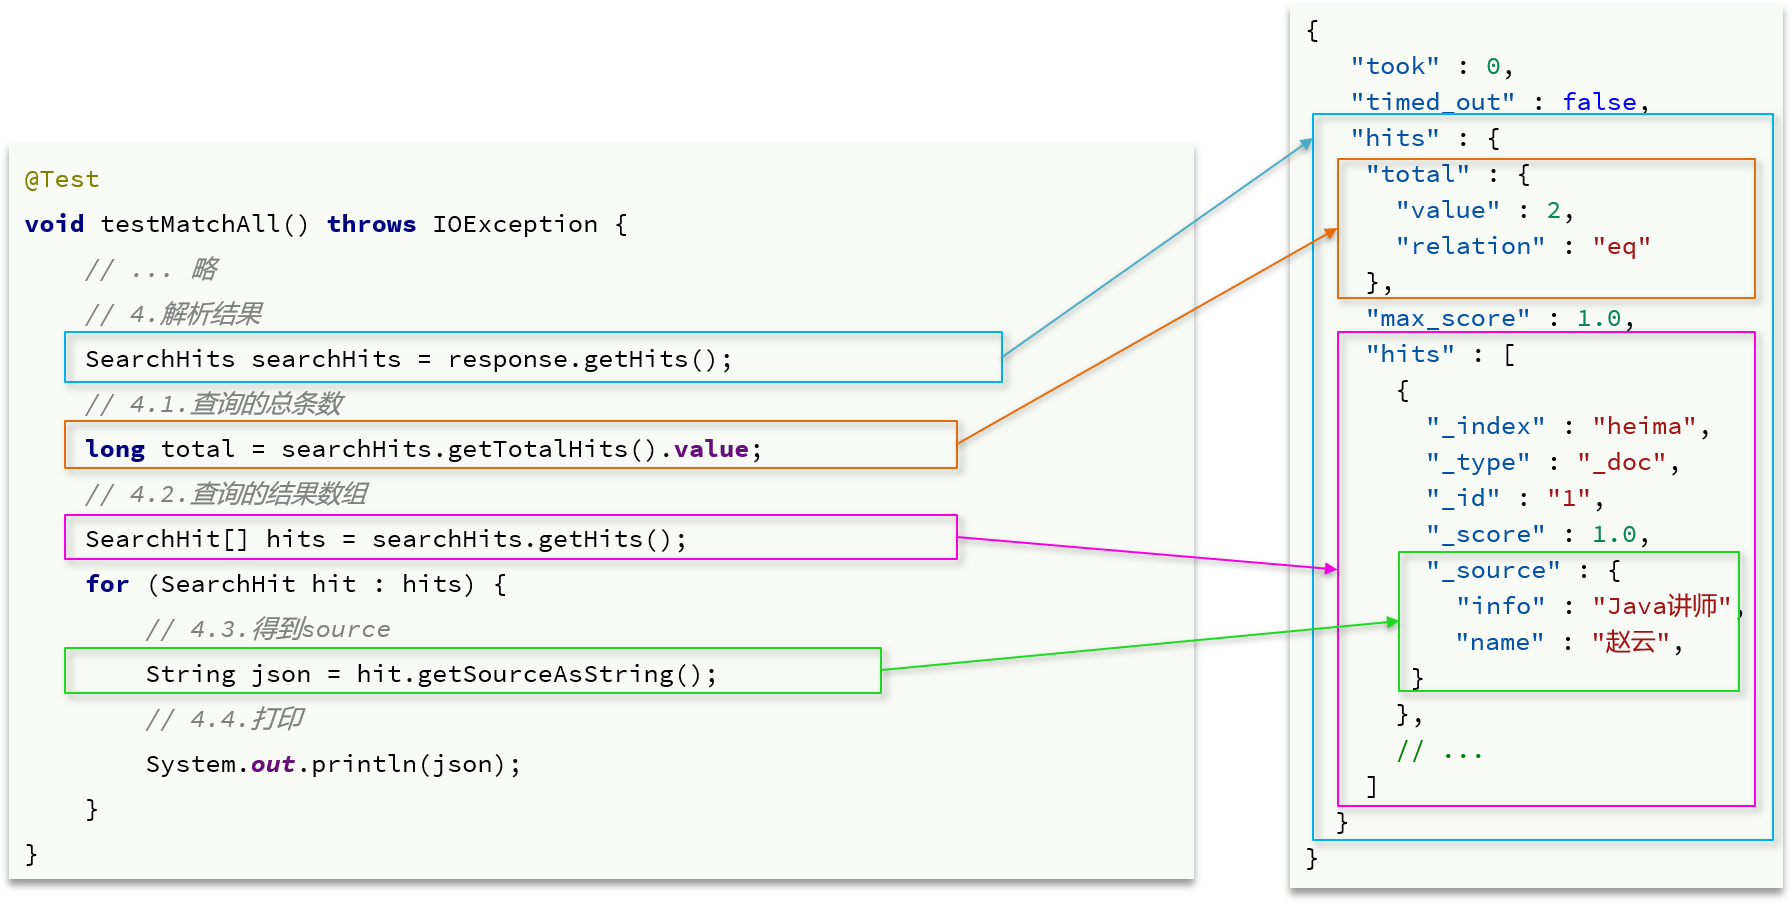 @Test
void testMatchAll() throws IOException {
    // ... 略
    // 4.解析结果
    SearchHits searchHits = response.getHits();
    // 4.1.查询的总条数
    long total = searchHits.getTotalHits().value;
    // 4.2.查询的结果数组
    SearchHit[] hits = searchHits.getHits();
    for (SearchHit hit : hits) {
        // 4.3.得到source
        String json = hit.getSourceAsString();
        // 4.4.打印
        System.out.println(json);
    }
}
{
   "took" : 0,
   "timed_out" : false,
   "hits" : {
    "total" : {
      "value" : 2,
      "relation" : "eq"
    },
    "max_score" : 1.0,
    "hits" : [
      {
        "_index" : "heima",
        "_type" : "_doc",
        "_id" : "1",
        "_score" : 1.0,
        "_source" : {
          "info" : "Java讲师",
          "name" : "赵云",
       }
      },
      // ...
    ]
  }
}